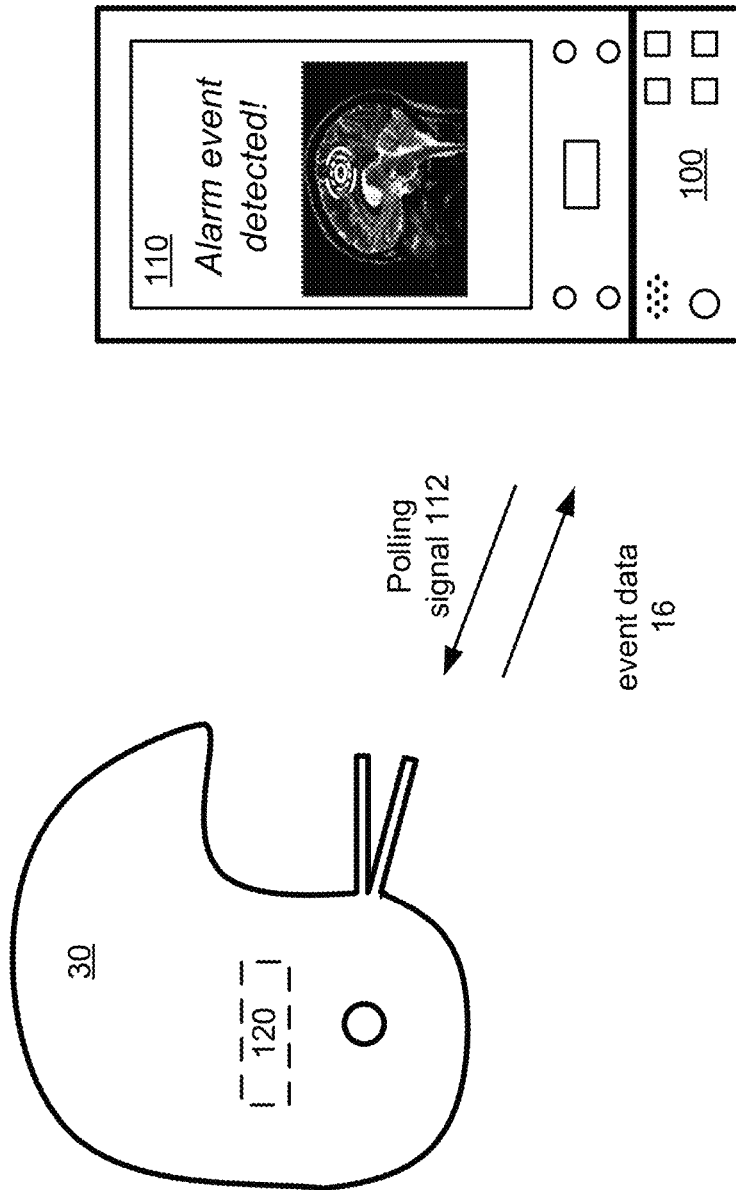 30
120
Polling
signal 112
event data
16
110
Alarm event
detected!
100